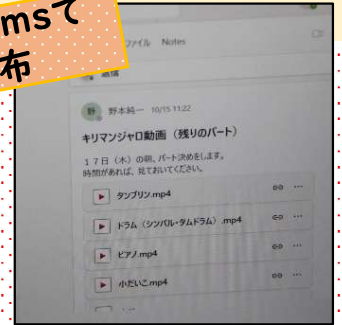 msで
布
ファイル Notes
返信
野 野本純一 10/15 11:22
キリマンジャロ動画（残りのパート）
１７日（木）の朝、パート決めをします。
時間があれば、見ておいてください。
タンブリン.mp4
ドラム（シンバル・タムドラム）.mp4
ピアノ.mp4
小だいこ.mp4